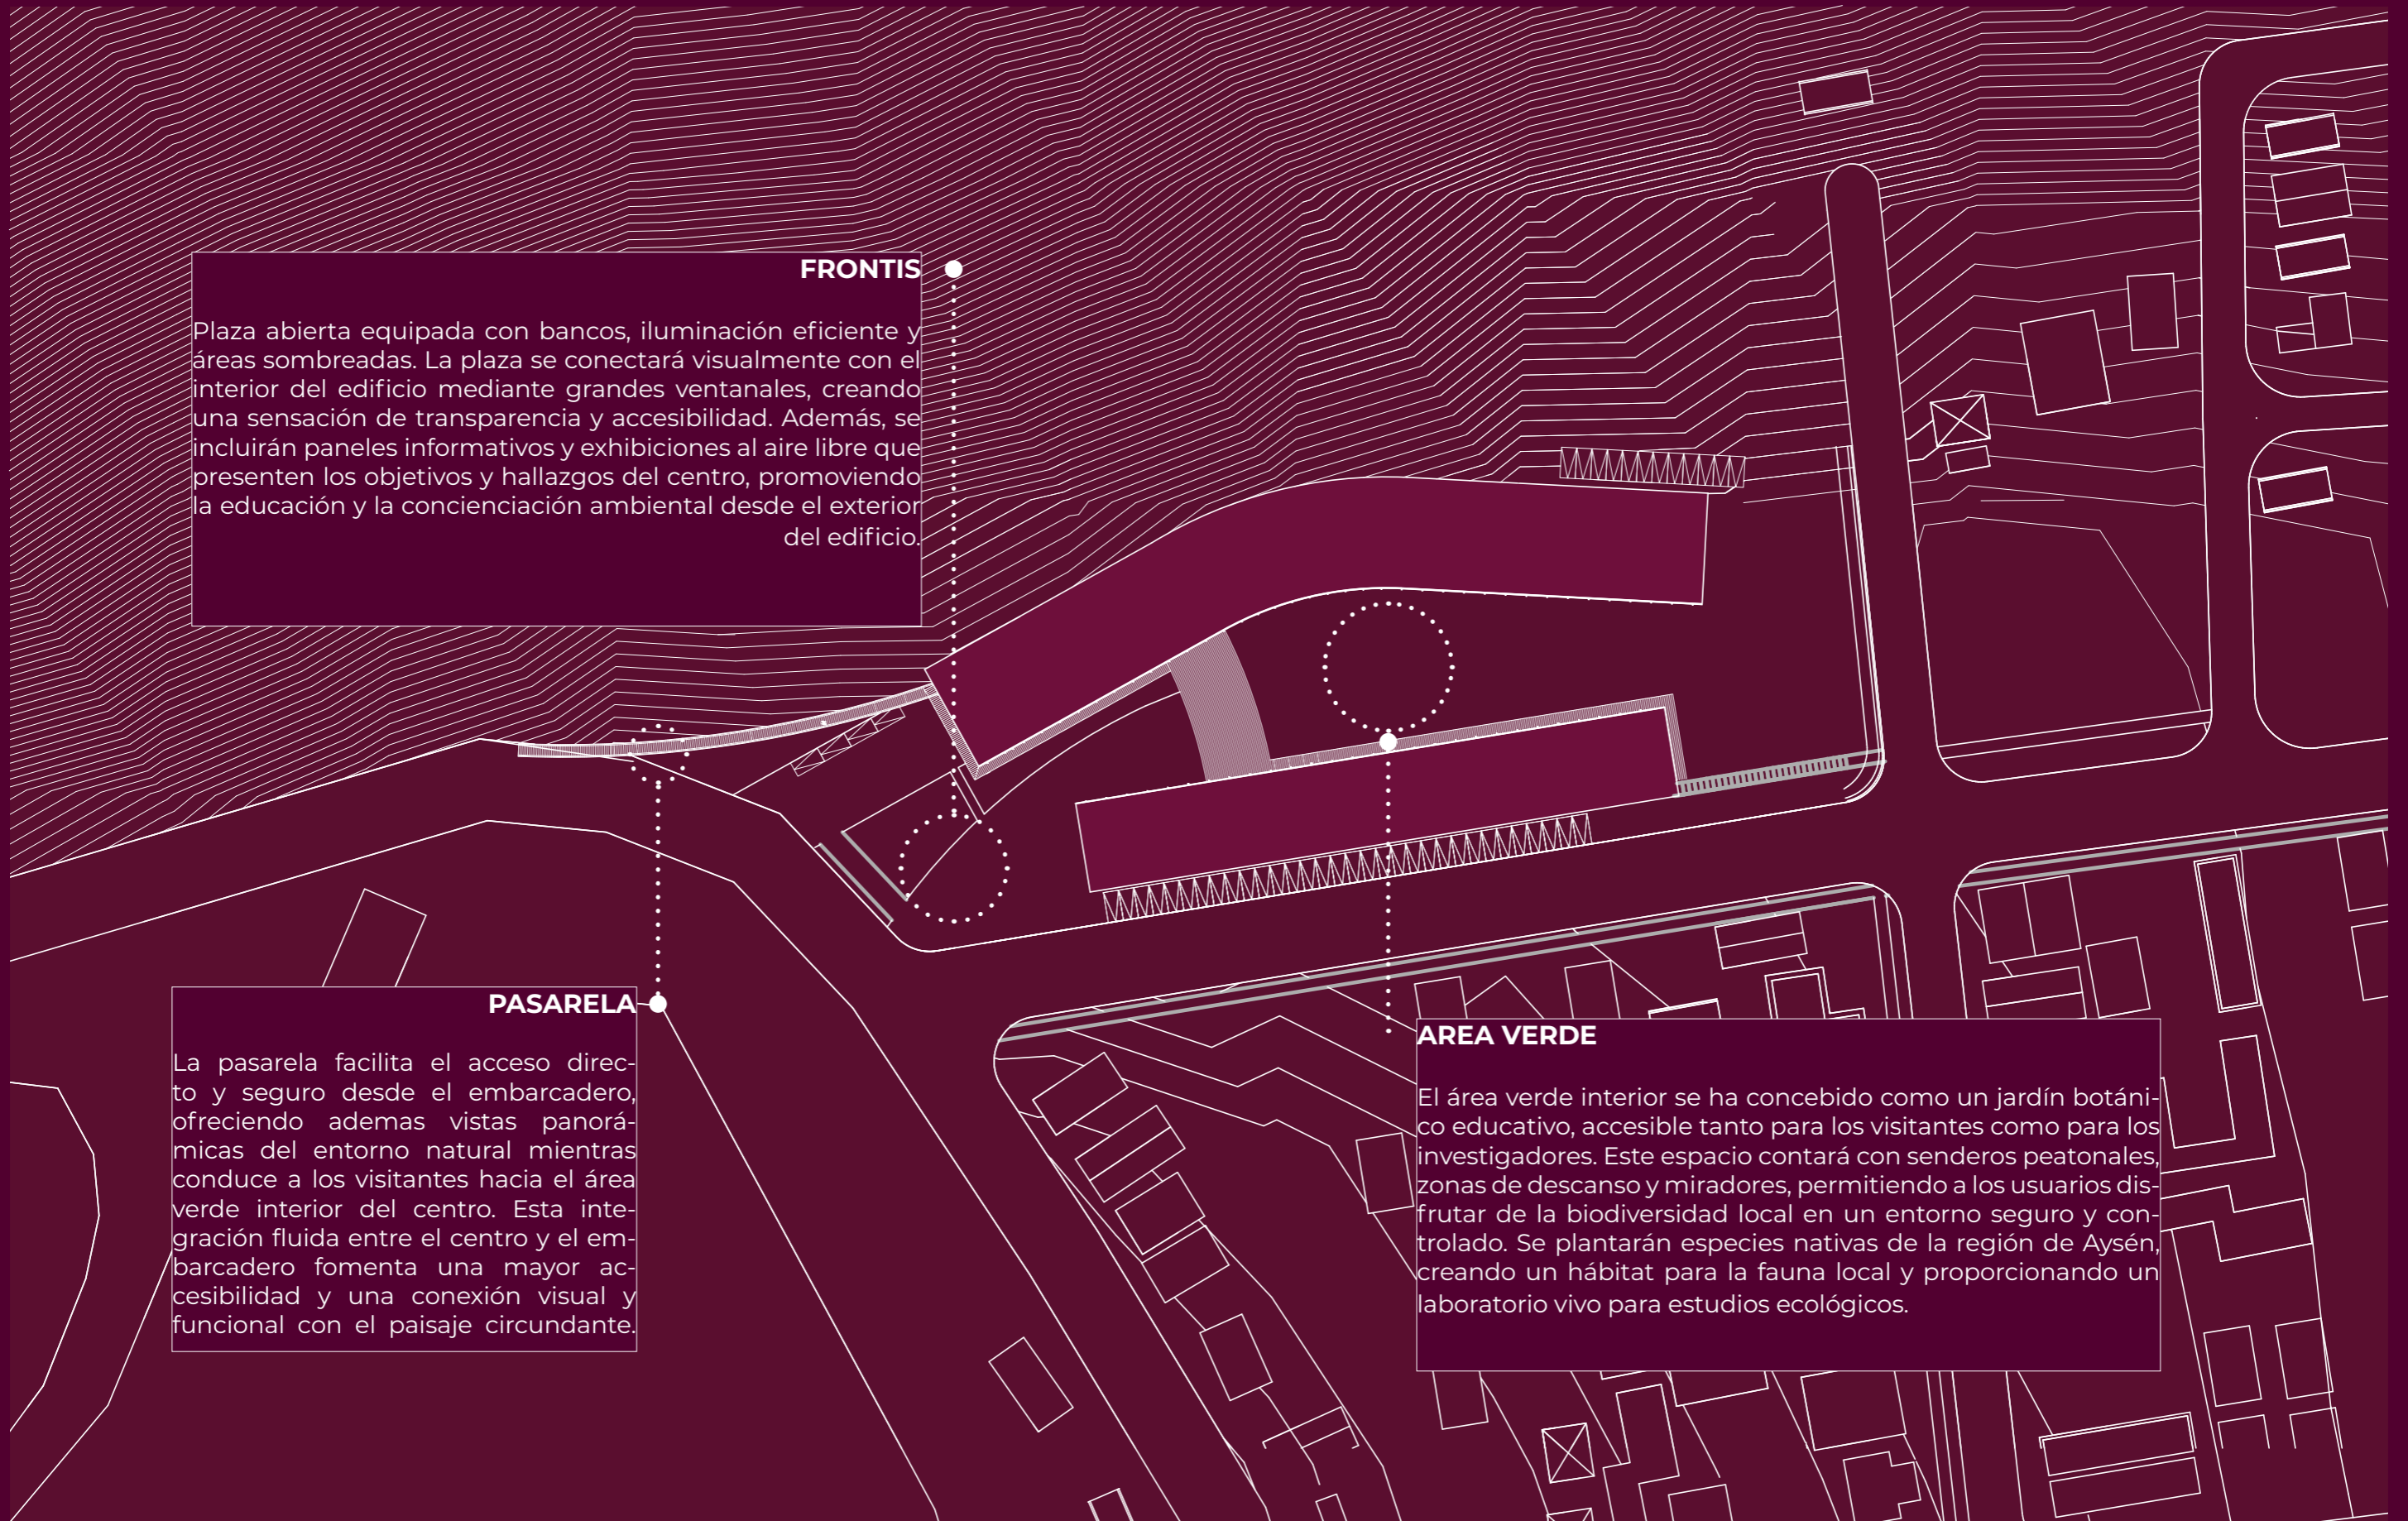 FRONTIS
Plaza abierta equipada con bancos, iluminación eficiente y
áreas sombreadas. La plaza se conectará visualmente con el
interior del edificio mediante grandes ventanales, creando
una sensación de transparencia y accesibilidad. Además, se
incluirán paneles informativos y exhibiciones al aire libre que
presenten los objetivos y hallazgos del centro, promoviendo
la educación y la concienciación ambiental desde el exterior
del edificio.
PASARELA
La pasarela facilita el acceso direc-
to y seguro desde el embarcadero,
ofreciendo ademas vistas panorá-
micas del entorno natural mientras
conduce a los visitantes hacia el área
verde interior del centro. Esta inte-
gración fluida entre el centro y el em-
barcadero fomenta una mayor ac-
cesibilidad y una conexión visual y
funcional con el paisaje circundante.
AREA VERDE
El área verde interior se ha concebido como un jardín botáni-
co educativo, accesible tanto para los visitantes como para los
investigadores. Este espacio contará con senderos peatonales,
zonas de descanso y miradores, permitiendo a los usuarios dis-
frutar de la biodiversidad local en un entorno seguro y con-
trolado. Se plantarán especies nativas de la región de Aysén,
creando un hábitat para la fauna local y proporcionando un
laboratorio vivo para estudios ecológicos.